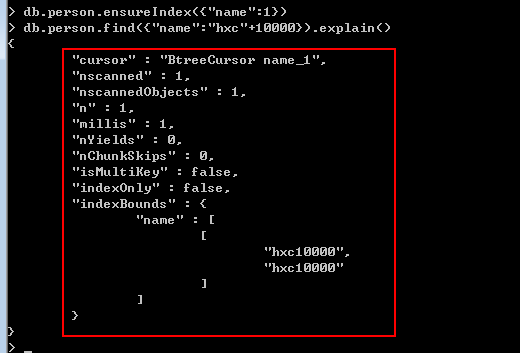 > db.person.ensureIndex({"name":1})
> db.person.find({"name":"hxc"+10000}).explain()
{
"cursor" : "BtreeCursor name_1",
"nscanned" : 1,
"nscannedObjects" : 1,
"n" : 1,
"millis" : 1,
"nYields" : 0,
"nChunkSkips" : 0,
"isMultiKey" : false,
"indexOnly" : false,
"indexBounds" : {
"name" : [
[
"hxc10000",
"hxc10000"
]
]
}
}
> _